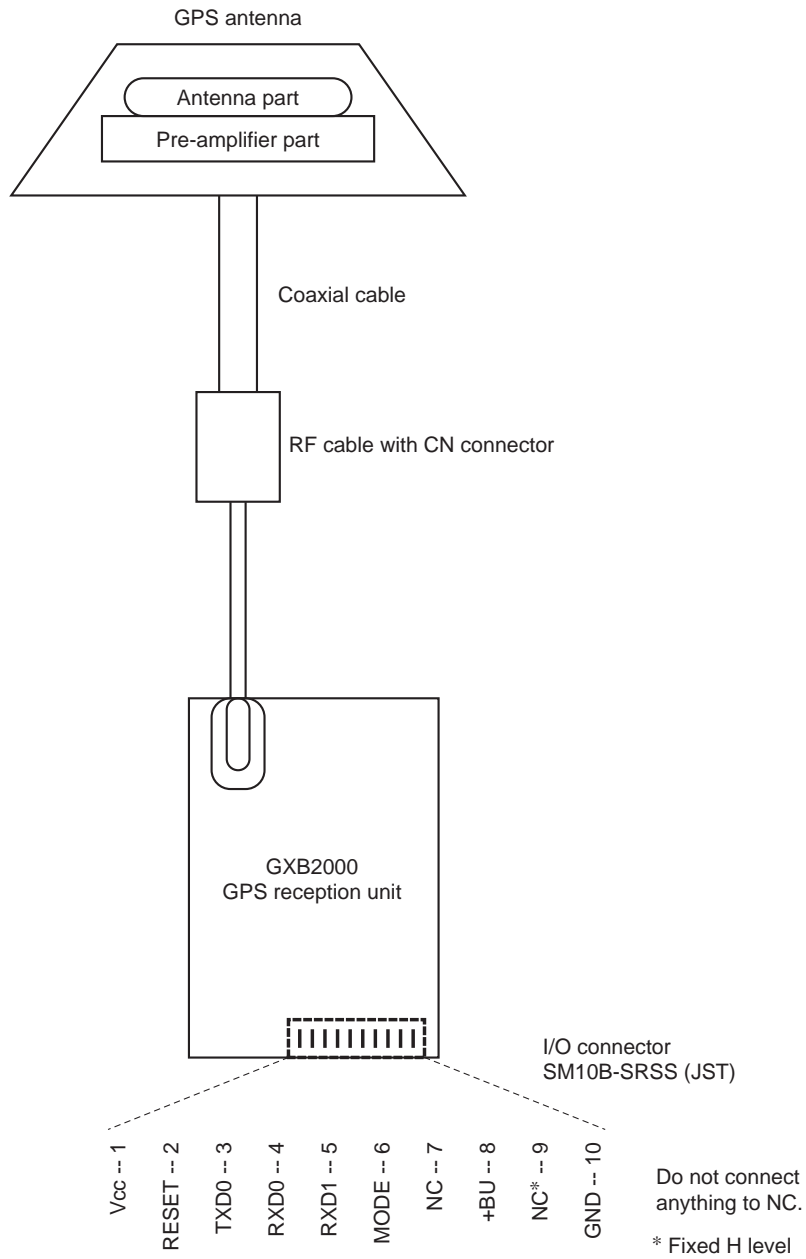 GPS antenna
Antenna part
Pre-amplifier part
Coaxial cable
RF cable with CN connector
GXB2000
GPS reception unit
I/O connector
SM10B-SRSS (JST)
Vcc -- 1
RESET -- 2
TXD0 -- 3
RXD0 -- 4
RXD1 -- 5
MODE -- 6
NC -- 7
+BU -- 8
NC* -- 9
GND -- 10
Do not connect
anything to NC.
* Fixed H level